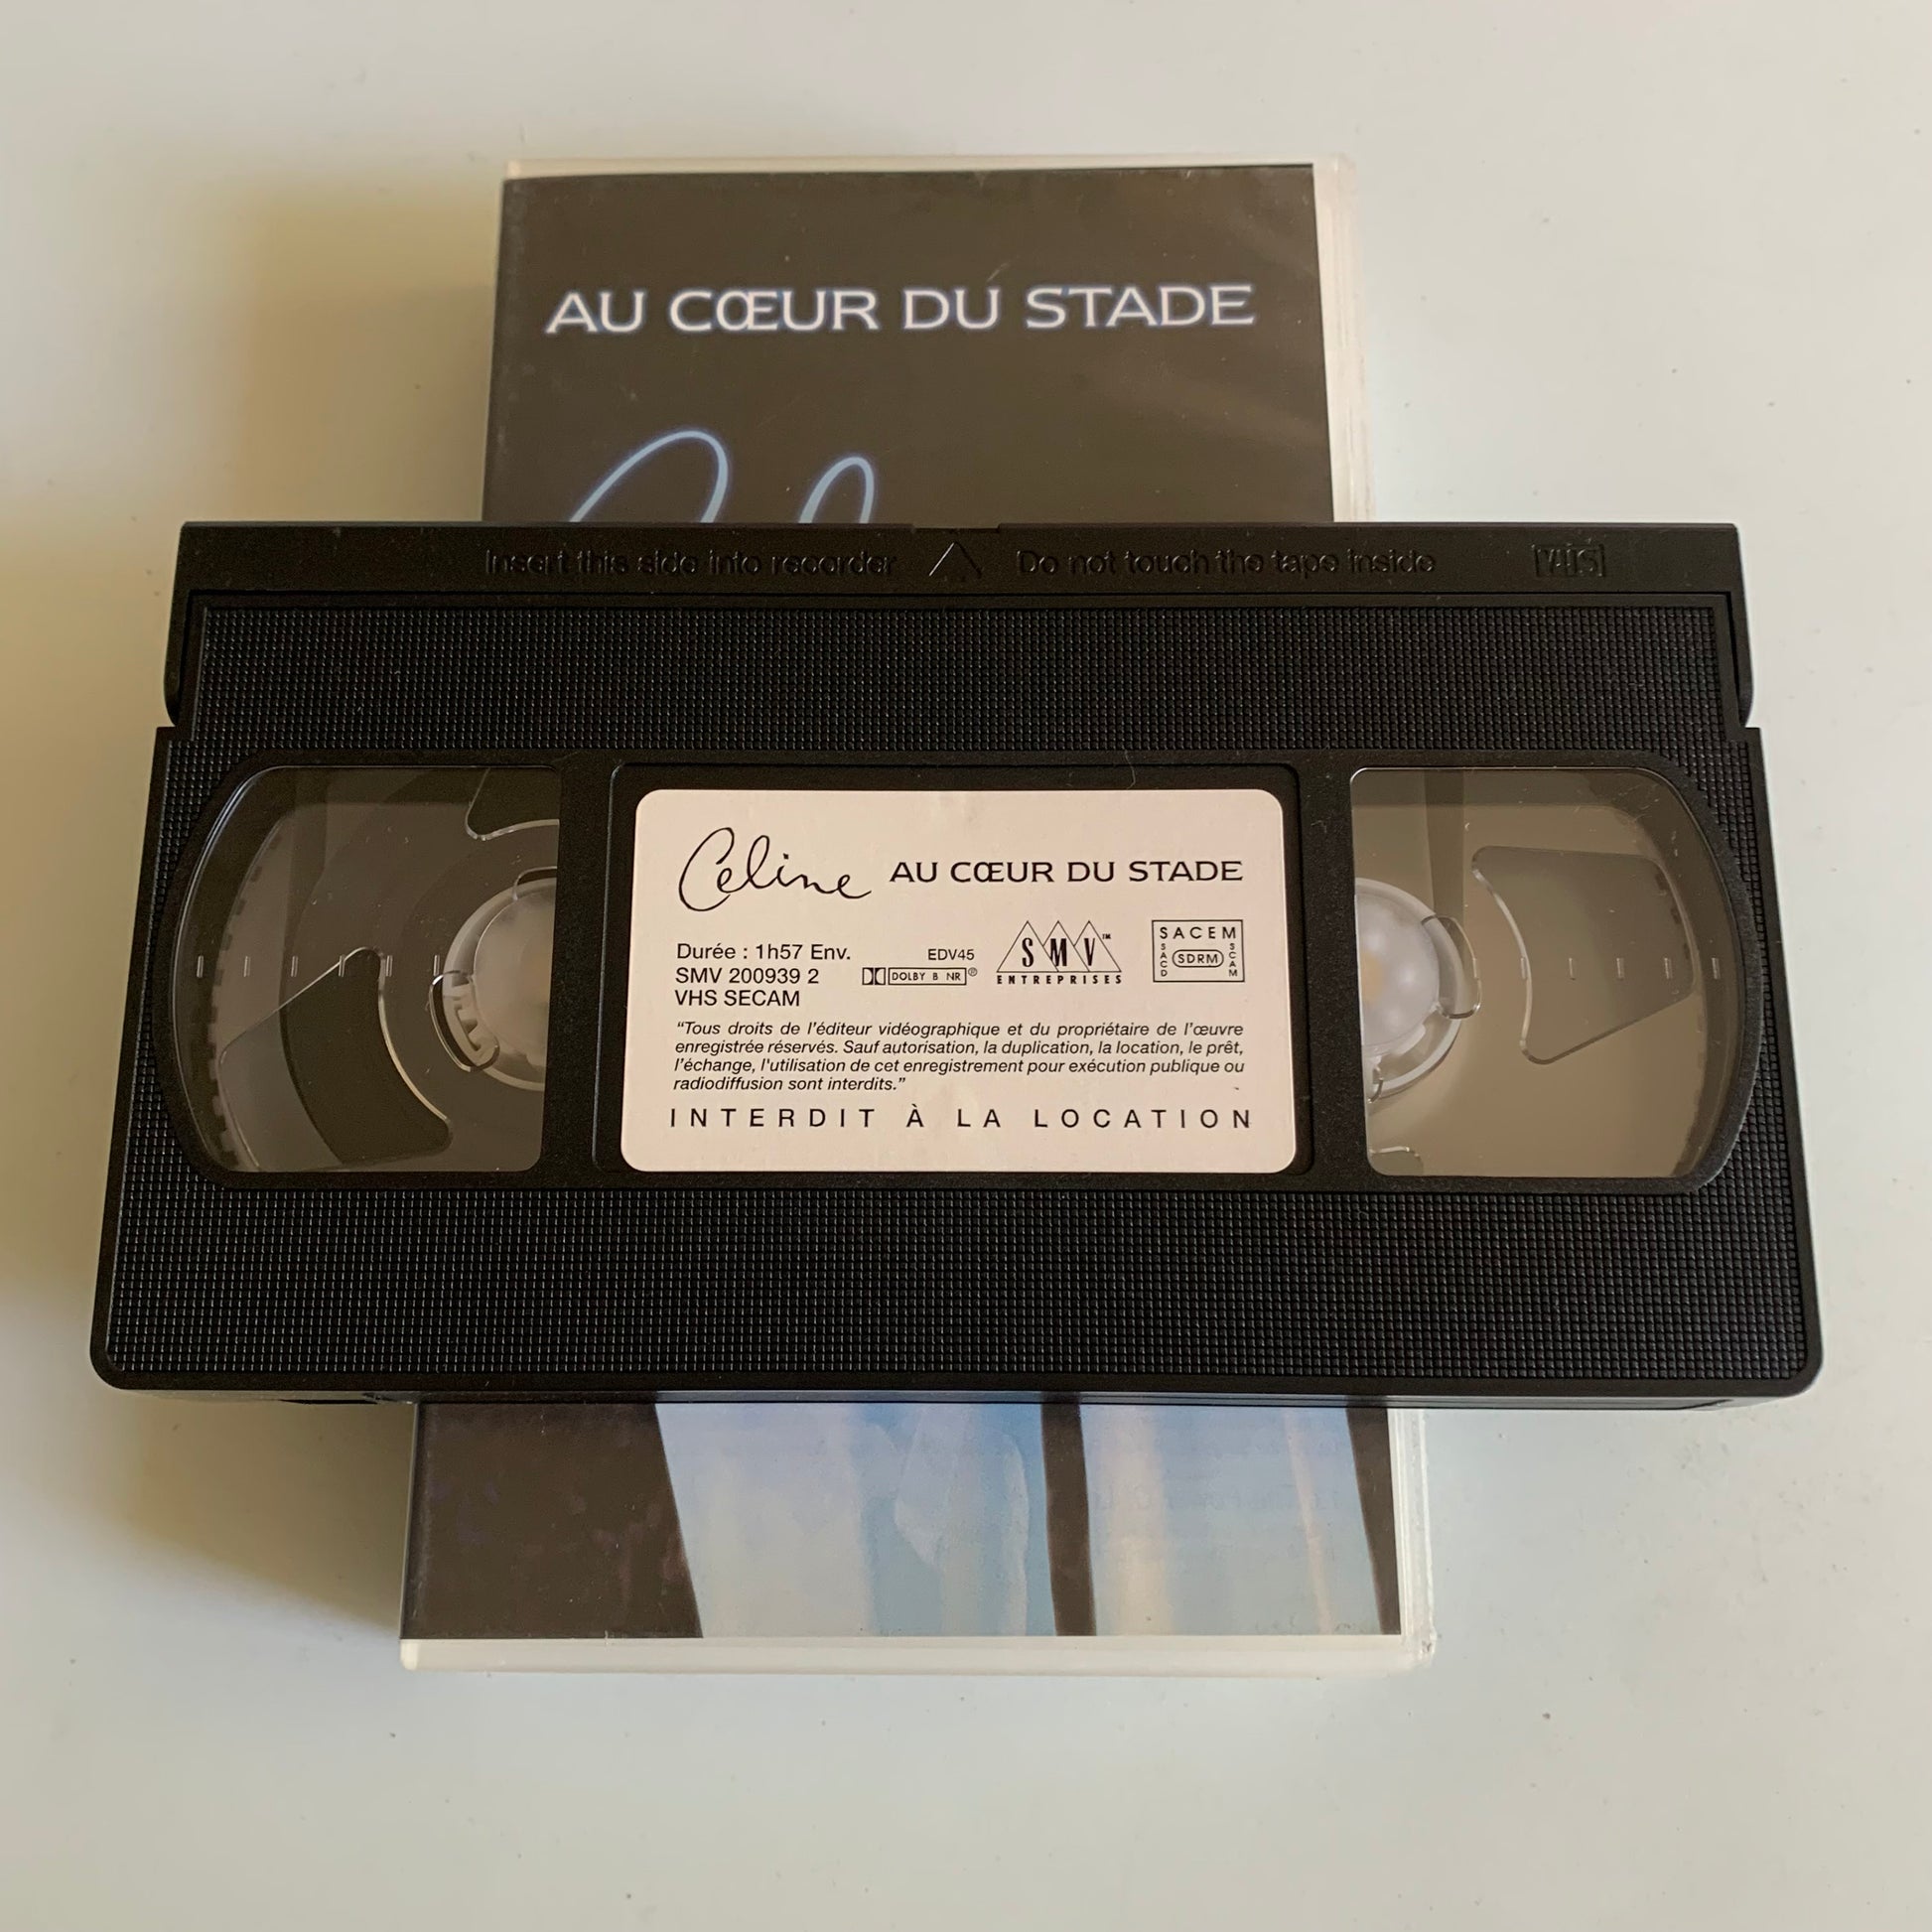 AU CŒUR DU STADE
Insert this side into recorder
Do not touch the tape inside
VHS
Celine AU CŒUR DU STADE
Durée : 1h57 Env.
EDV45
SMV 200939 2
DOLBY B NR®
VHS SECAM
SMV™
ENTREPRISES
SACEM
SACD
SDRM
SCAM
“Tous droits de l’éditeur vidéographique et du propriétaire de l’œuvre
enregistrée réservés. Sauf autorisation, la duplication, la location, le prêt,
l’échange, l'utilisation de cet enregistrement pour exécution publique ou
radiodiffusion sont interdits.”
INTERDIT À LA LOCATION